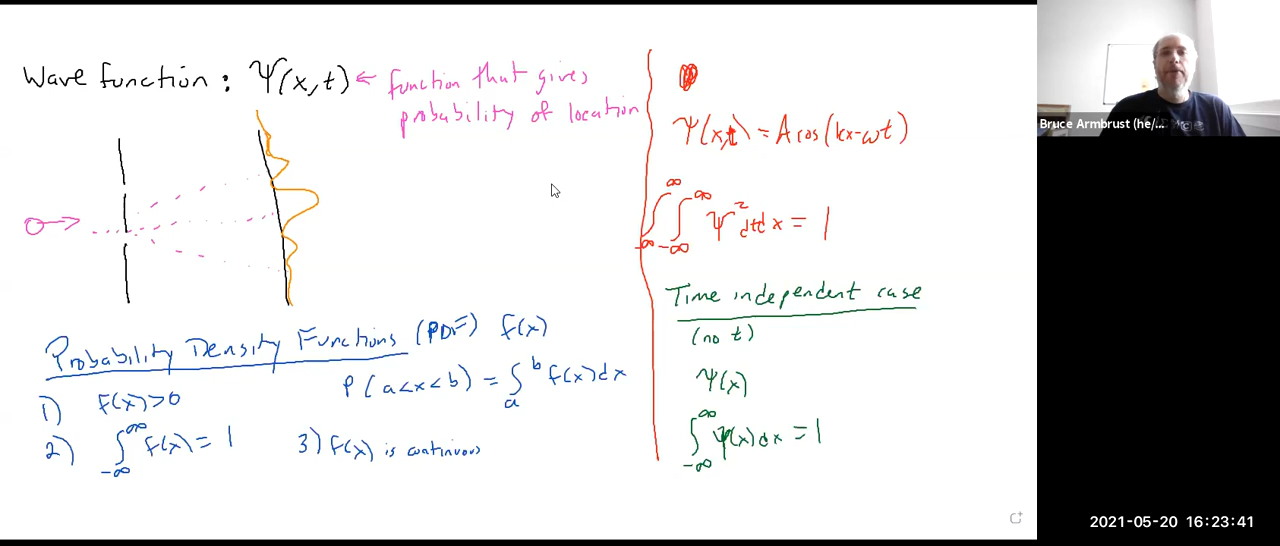 Wave function: Ψ(x,t) ← function that gives
probability of location
Probability Density Functions (PDF) f(x)
P(a<x<b) = ∫_a^b f(x)dx
1) f(x)>0
2) ∫_{-∞}^{∞} f(x) = 1 3) f(x) is continuous
Ψ(x,t) = A cos(kx-ωt)
∫_{-∞}^{∞} ∫_{-∞}^{∞} Ψ² dt dx = 1
Time independent case
(no t)
Ψ(x)
∫_{-∞}^{∞} Ψ(x)dx = 1
Bruce Armbrust (he/...
2021-05-20 16:23:41